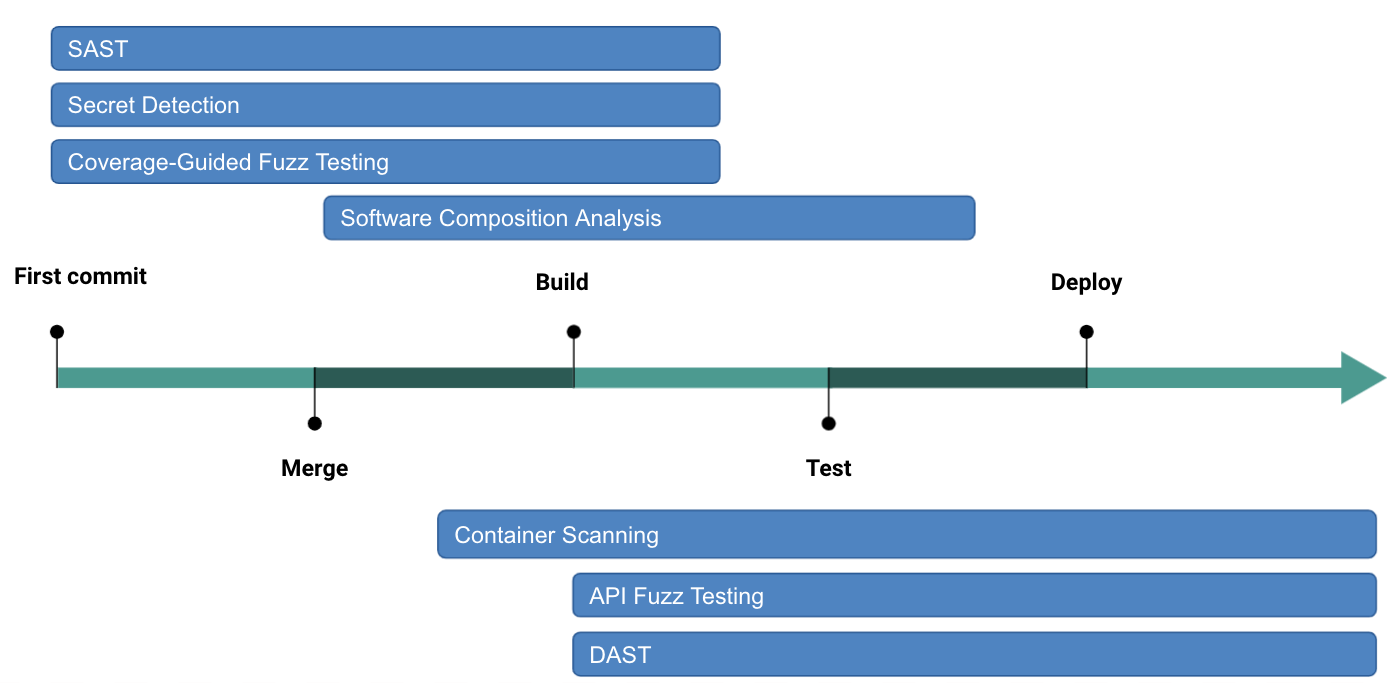 SAST
Secret Detection
Coverage-Guided Fuzz Testing
Software Composition Analysis
First commit
Build
Deploy
Merge
Test
Container Scanning
API Fuzz Testing
DAST